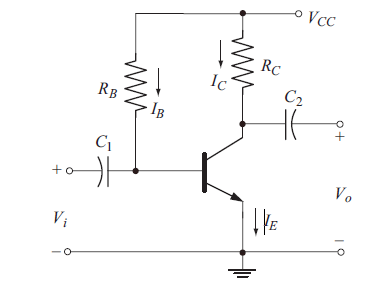 V_CC
R_B
I_B
I_C
R_C
C_2
C_1
+
+
V_i
V_o
I_E
−
−